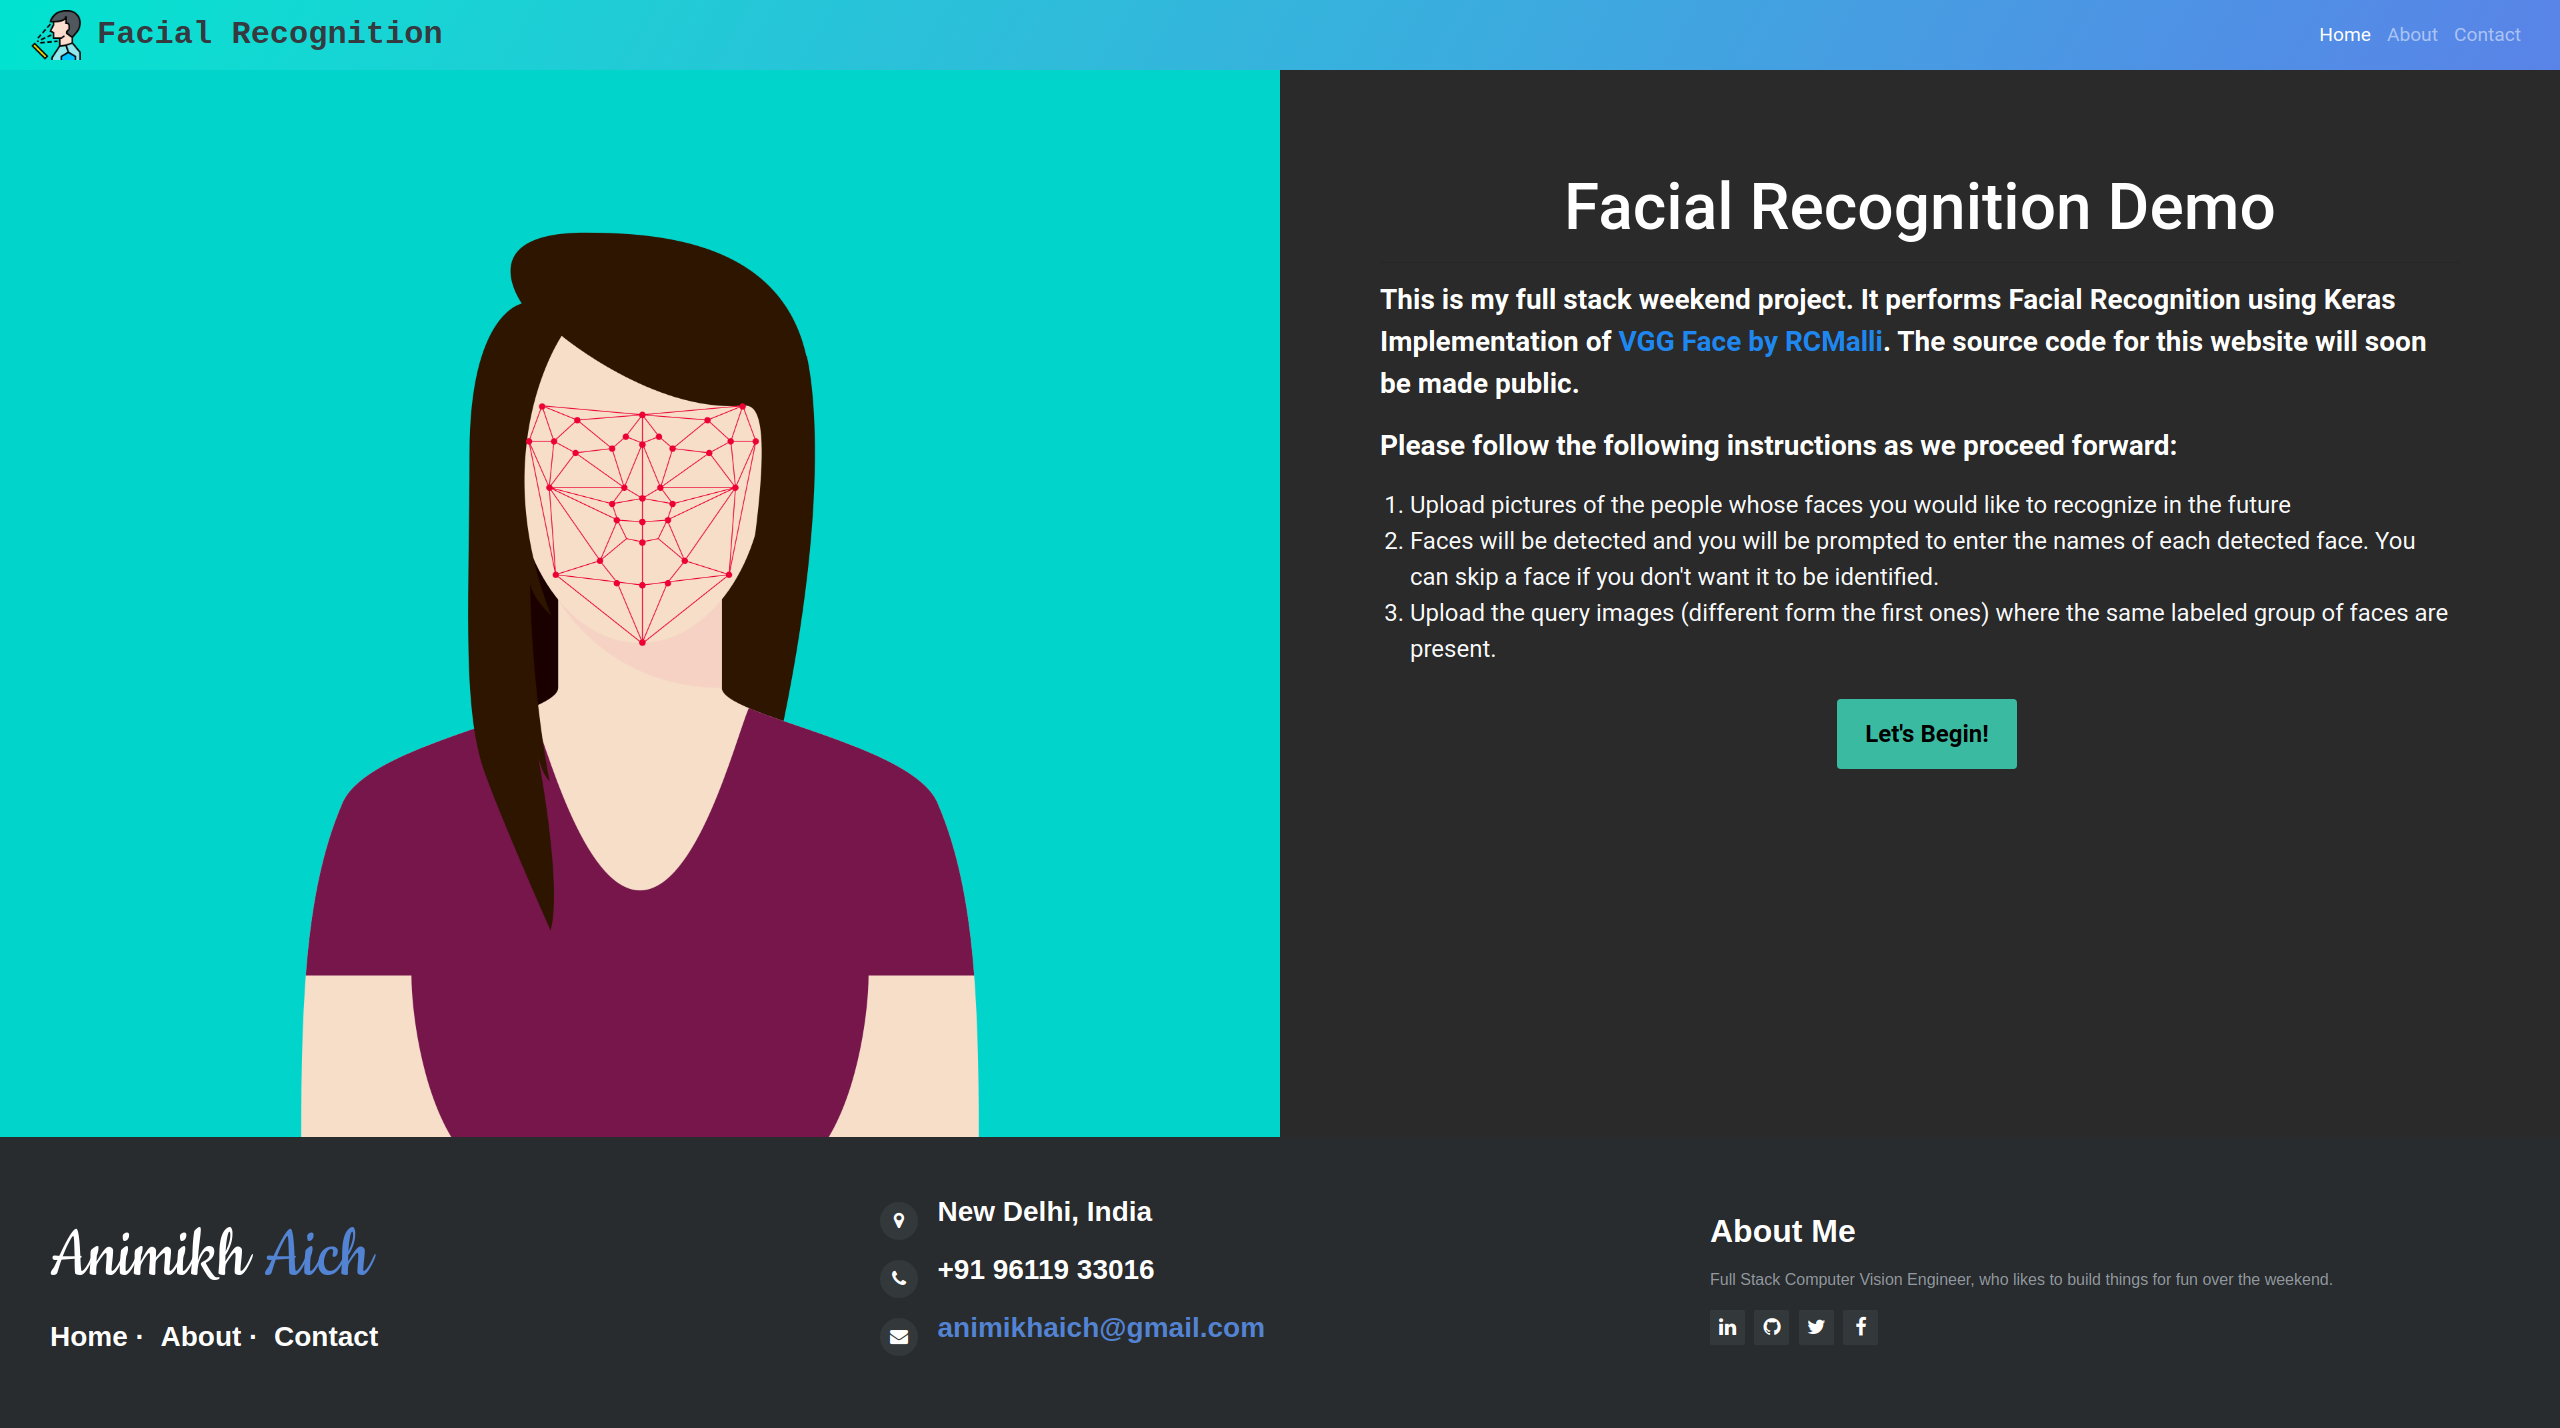 Facial Recognition
Home About Contact
Facial Recognition Demo
This is my full stack weekend project. It performs Facial Recognition using Keras
Implementation of VGG Face by RCMalli. The source code for this website will soon
be made public.
Please follow the following instructions as we proceed forward:
1. Upload pictures of the people whose faces you would like to recognize in the future
2. Faces will be detected and you will be prompted to enter the names of each detected face. You
can skip a face if you don't want it to be identified.
3. Upload the query images (different form the first ones) where the same labeled group of faces are
present.
Let's Begin!
Animikh Aich
Home · About · Contact
New Delhi, India
+91 96119 33016
animikhaich@gmail.com
About Me
Full Stack Computer Vision Engineer, who likes to build things for fun over the weekend.